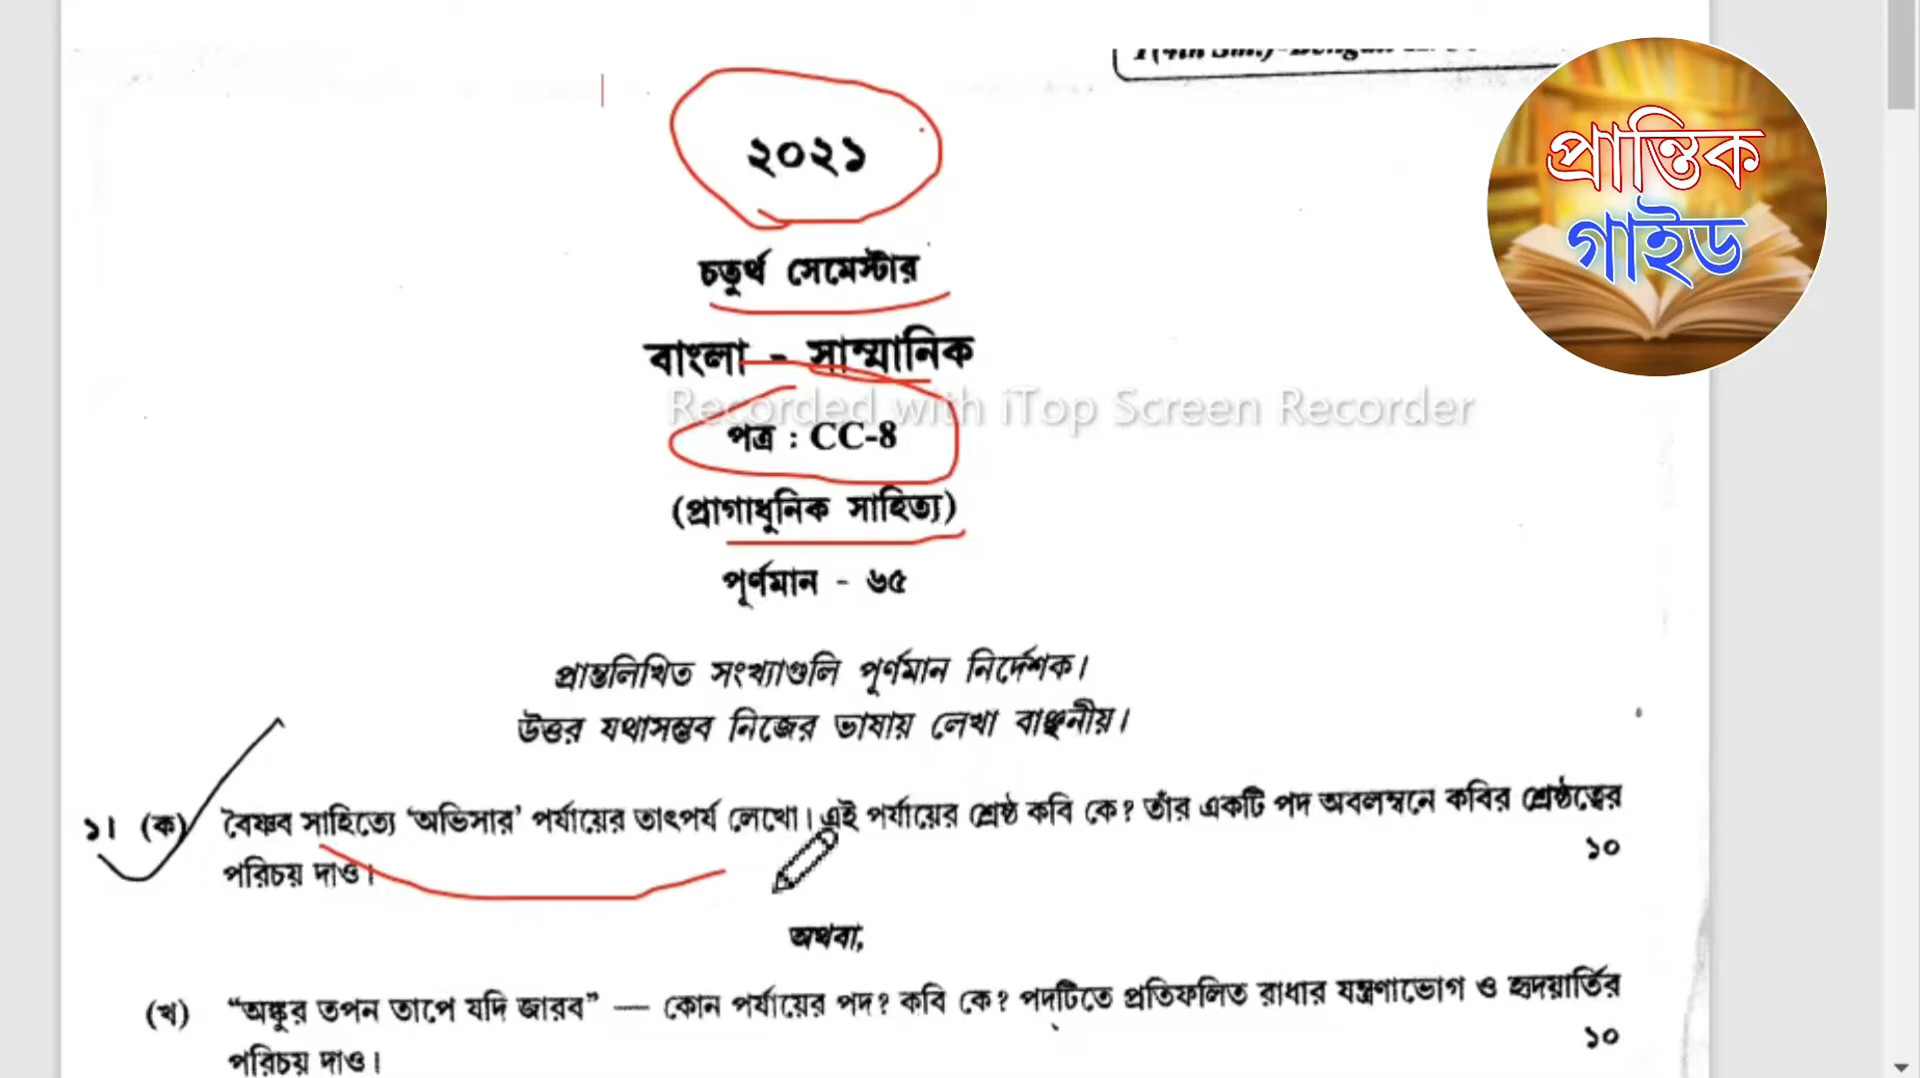 ২০২১
প্রান্তিক
গাইড
চতুর্থ সেমেস্টার
বাংলা - সাম্মানিক
Recorded with iTop Screen Recorder
পত্র : CC-8
(প্রাগাধুনিক সাহিত্য)
পূর্ণমান - ৬৫
প্রান্তলিখিত সংখ্যাগুলি পূর্ণমান নির্দেশক।
উত্তর যথাসম্ভব নিজের ভাষায় লেখা বাঞ্ছনীয়।
১। (ক) বৈষ্ণব সাহিত্যে ‘অভিসার’ পর্যায়ের তাৎপর্য লেখো। এই পর্যায়ের শ্রেষ্ঠ কবি কে? তাঁর একটি পদ অবলম্বনে কবির শ্রেষ্ঠত্বের
পরিচয় দাও। ১০
অথবা,
(খ) “অঙ্কুর তপন তাপে যদি জারব” — কোন পর্যায়ের পদ? কবি কে? পদটিতে প্রতিফলিত রাধার যন্ত্রণাভোগ ও হৃদয়ার্তির
পরিচয় দাও। ১০